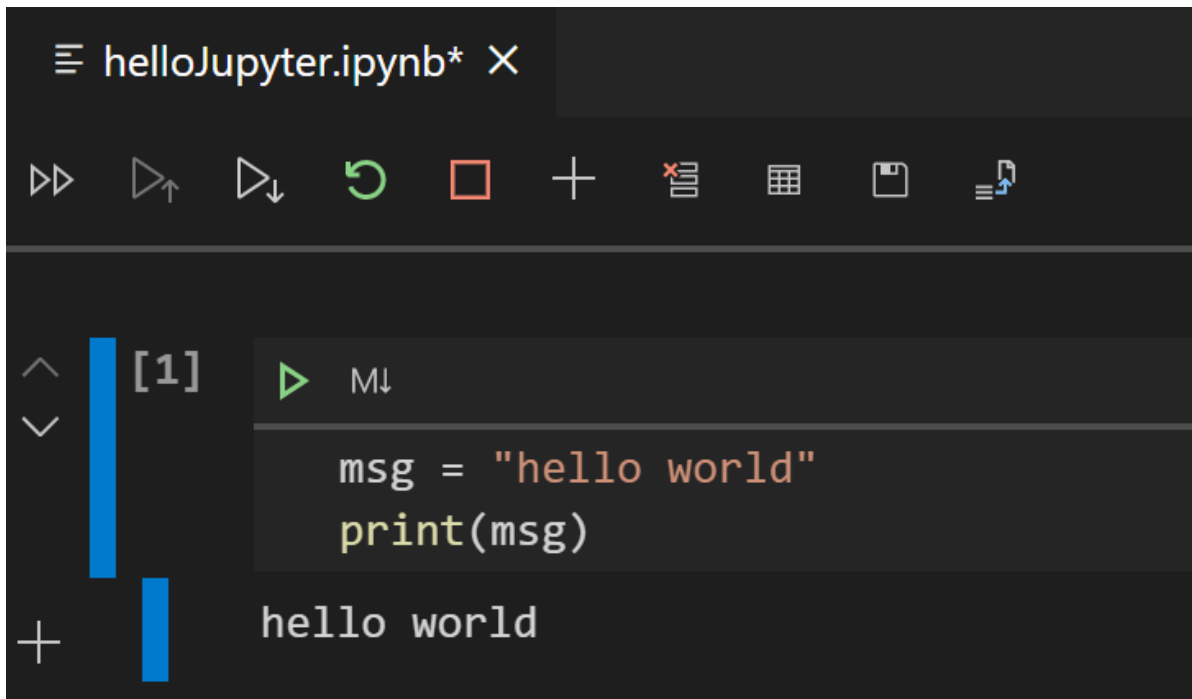 helloJupyter.ipynb*
[1]
M↓
msg = "hello world"
print(msg)
hello world